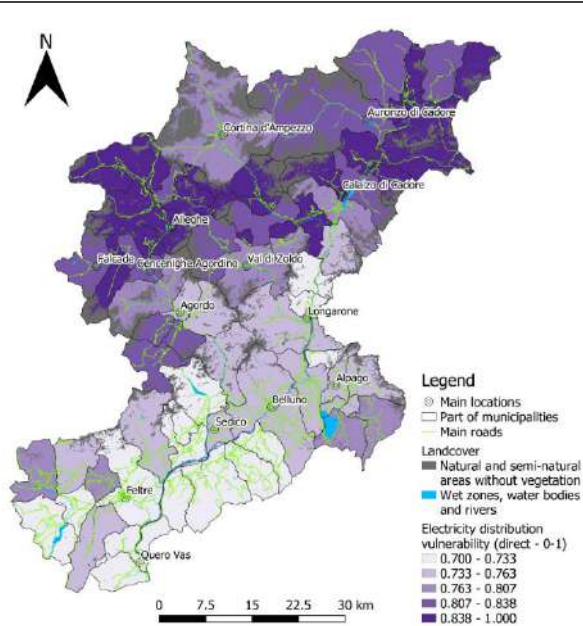 N
Auronzo di Cadore
Cortina d'Ampezzo
Calalzo di Cadore
Alleghe
Falcade
Cencenighe Agordino
Val di Zoldo
Agordo
Longarone
Alpago
Belluno
Sedico
Feltre
Quero Vas
Legend
Main locations
Part of municipalities
Main roads
Landcover
Natural and semi-natural
areas without vegetation
Wet zones, water bodies
and rivers
Electricity distribution
vulnerability (direct - 0-1)
0.700 - 0.733
0.733 - 0.763
0.763 - 0.807
0.807 - 0.838
0.838 - 1.000
0 7.5 15 22.5 30 km